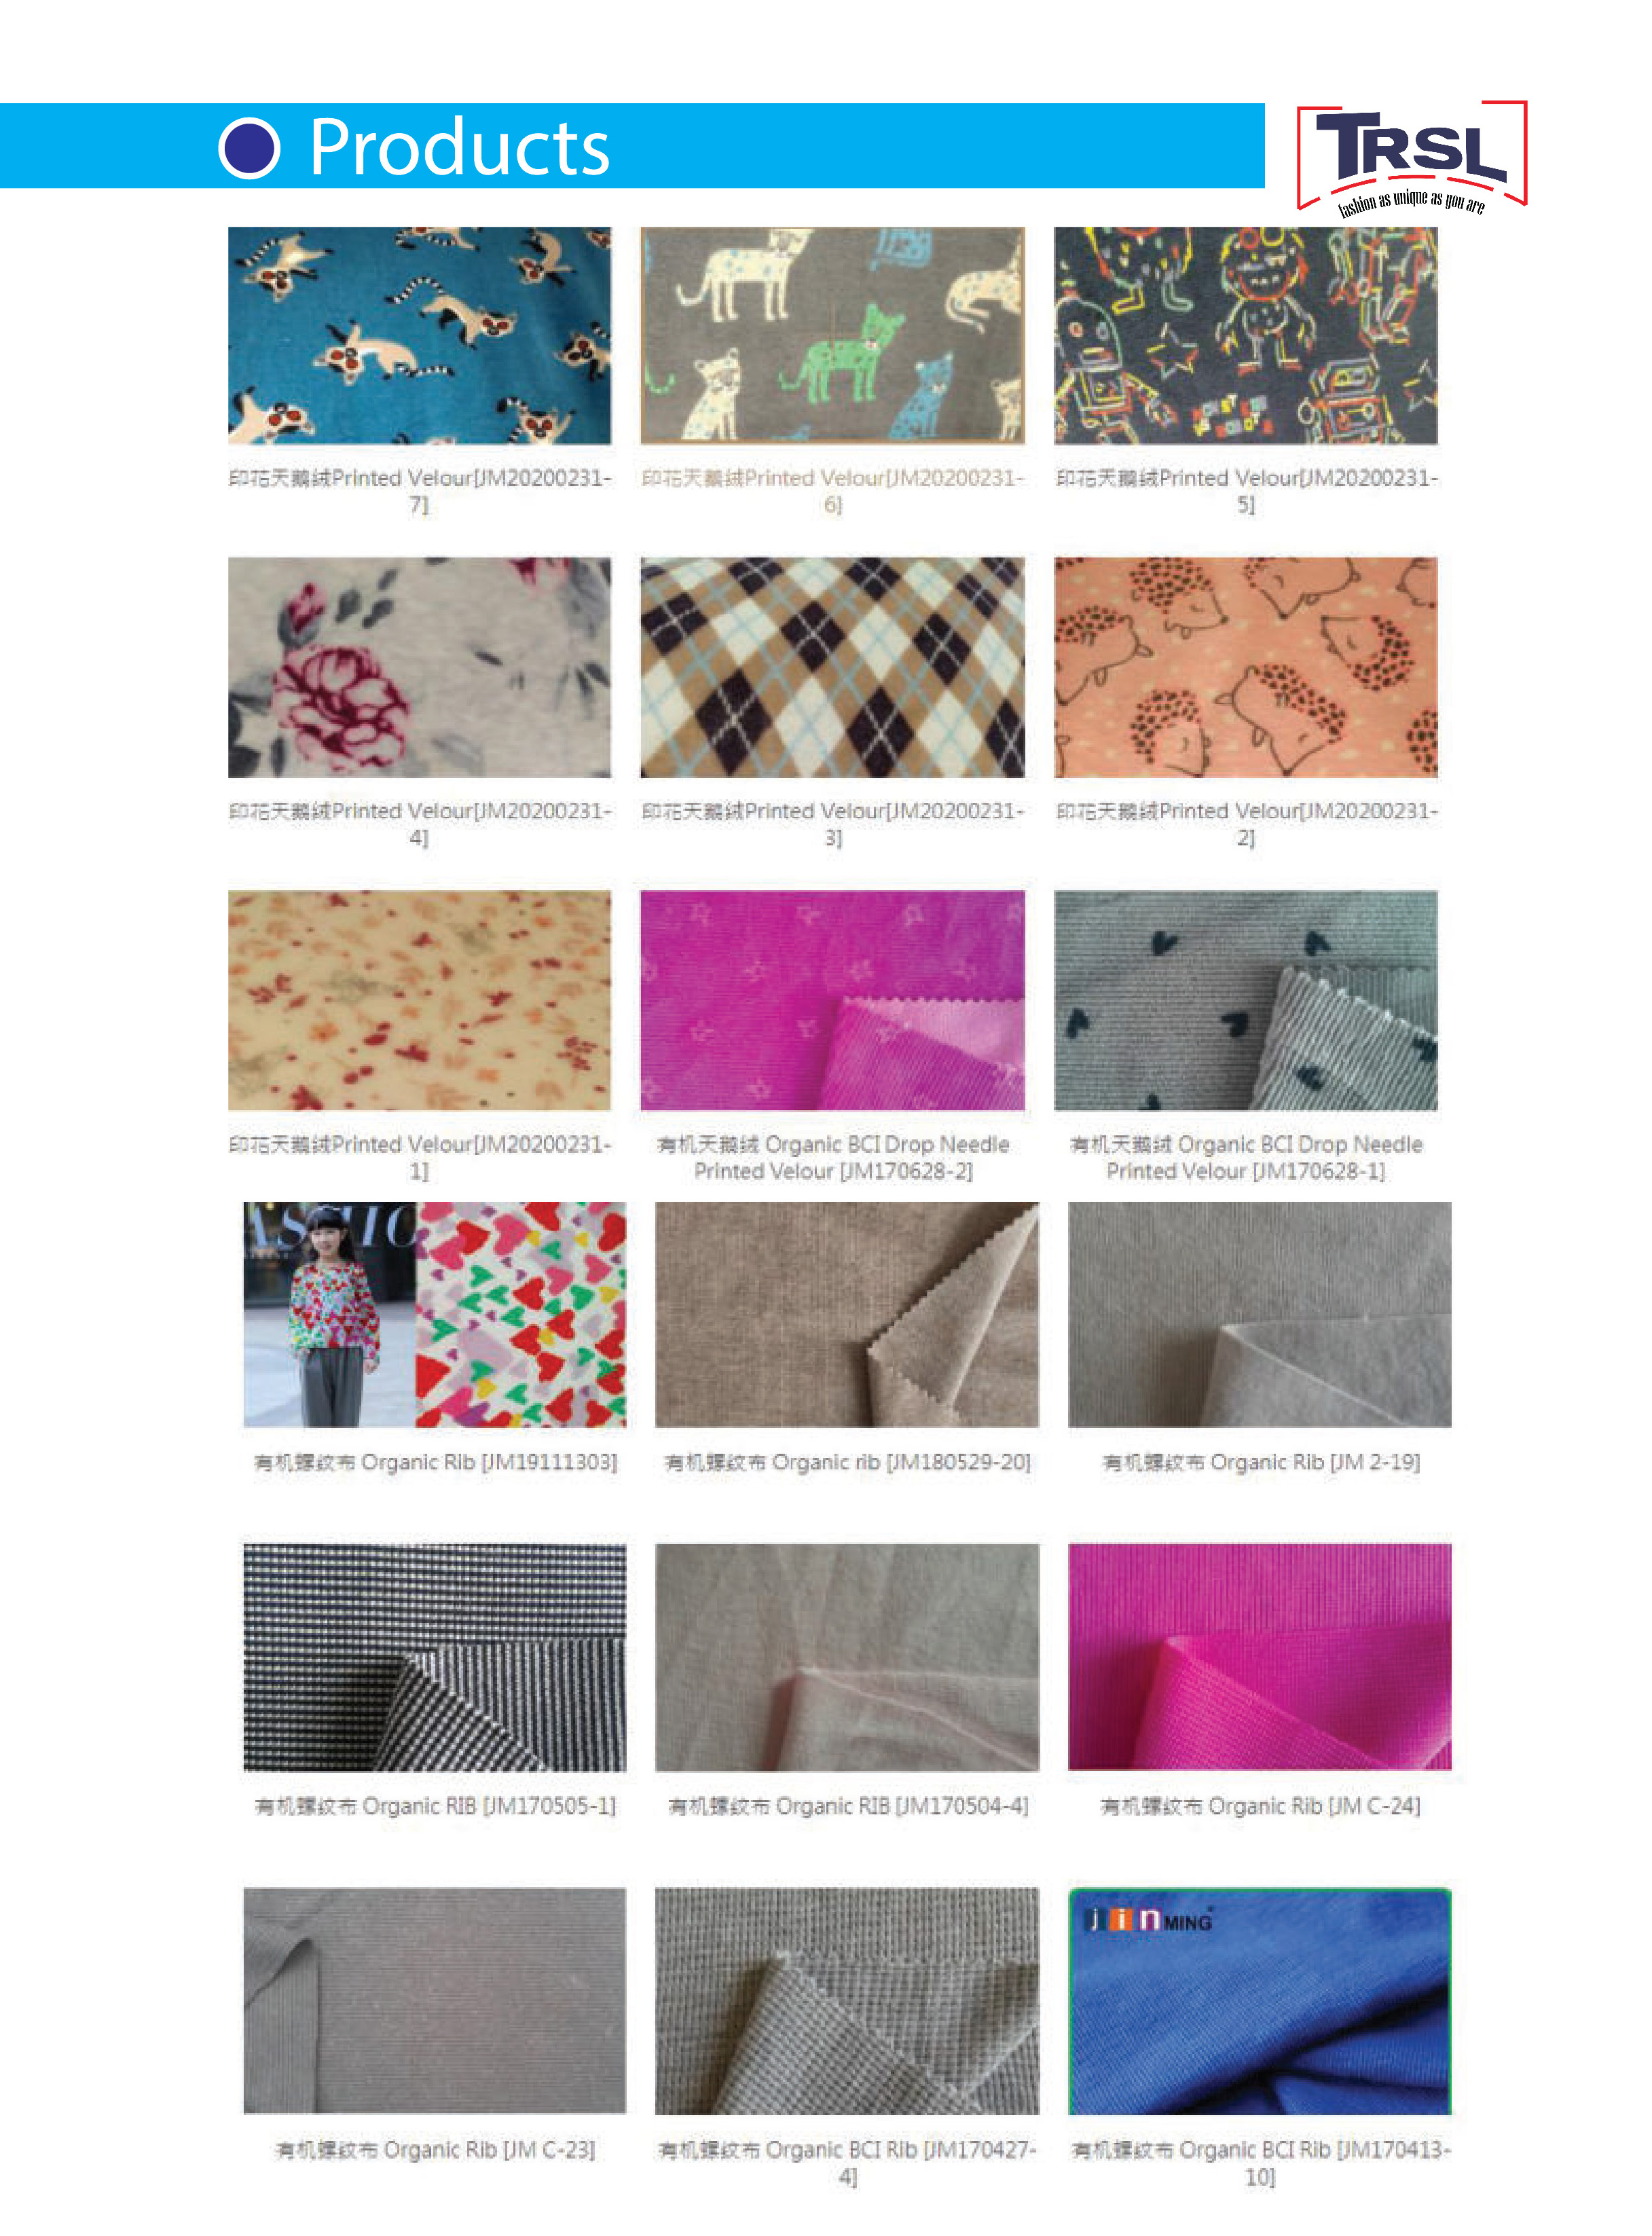 Products
TRSL
fashion as unique as you are
印花天鹅绒Printed Velour[JM20200231-
7]
印花天鹅绒Printed Velour[JM20200231-
6]
印花天鹅绒Printed Velour[JM20200231-
5]
印花天鹅绒Printed Velour[JM20200231-
4]
印花天鹅绒Printed Velour[JM20200231-
3]
印花天鹅绒Printed Velour[JM20200231-
2]
印花天鹅绒Printed Velour[JM20200231-
1]
有机天鹅绒 Organic BCI Drop Needle
Printed Velour [JM170628-2]
有机天鹅绒 Organic BCI Drop Needle
Printed Velour [JM170628-1]
ASHIO
有机螺纹布 Organic Rib [JM19111303]
有机螺纹布 Organic rib [JM180529-20]
有机螺纹布 Organic Rib [JM 2-19]
有机螺纹布 Organic RIB [JM170505-1]
有机螺纹布 Organic RIB [JM170504-4]
有机螺纹布 Organic Rib [JM C-24]
jin MING
有机螺纹布 Organic Rib [JM C-23]
有机螺纹布 Organic BCI RIb [JM170427-
4]
有机螺纹布 Organic BCI Rib [JM170413-
10]